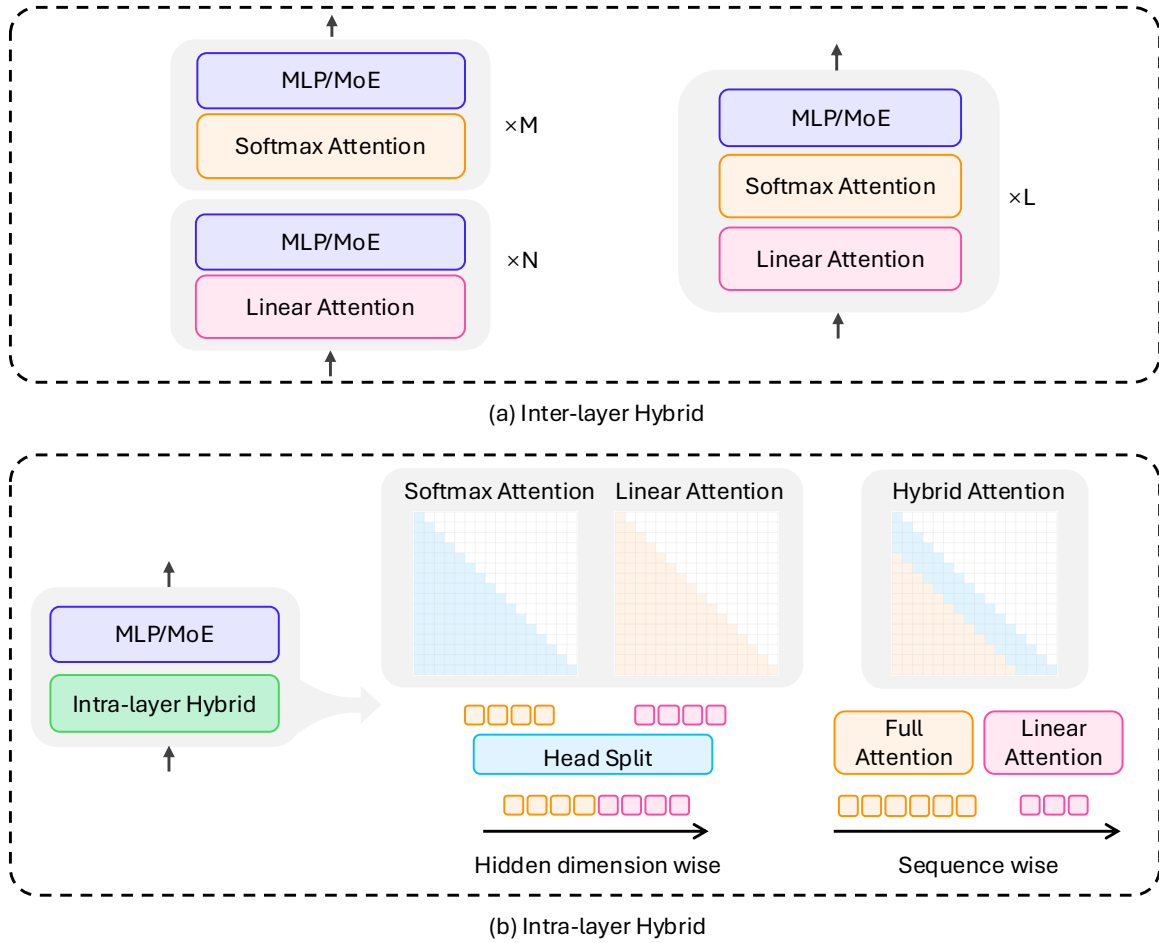 MLP/MoE
Softmax Attention
×M
MLP/MoE
Linear Attention
×N
MLP/MoE
Softmax Attention
Linear Attention
×L
(a) Inter-layer Hybrid
MLP/MoE
Intra-layer Hybrid
Softmax Attention
Linear Attention
Head Split
Hidden dimension wise
Hybrid Attention
Full
Attention
Linear
Attention
Sequence wise
(b) Intra-layer Hybrid